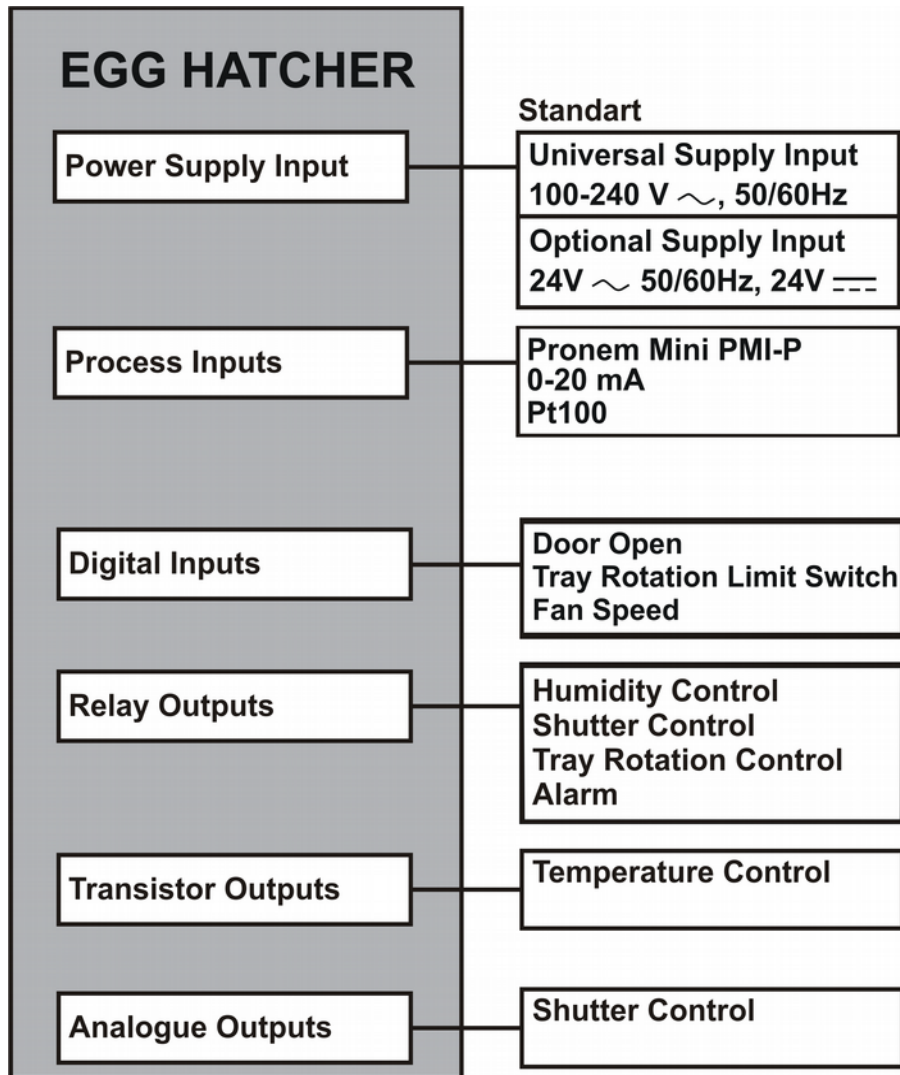 EGG HATCHER
Standart
Power Supply Input
Universal Supply Input
100-240 V ～, 50/60Hz
Optional Supply Input
24V ～ 50/60Hz, 24V ⎓
Process Inputs
Pronem Mini PMI-P
0-20 mA
Pt100
Digital Inputs
Door Open
Tray Rotation Limit Switch
Fan Speed
Relay Outputs
Humidity Control
Shutter Control
Tray Rotation Control
Alarm
Transistor Outputs
Temperature Control
Analogue Outputs
Shutter Control